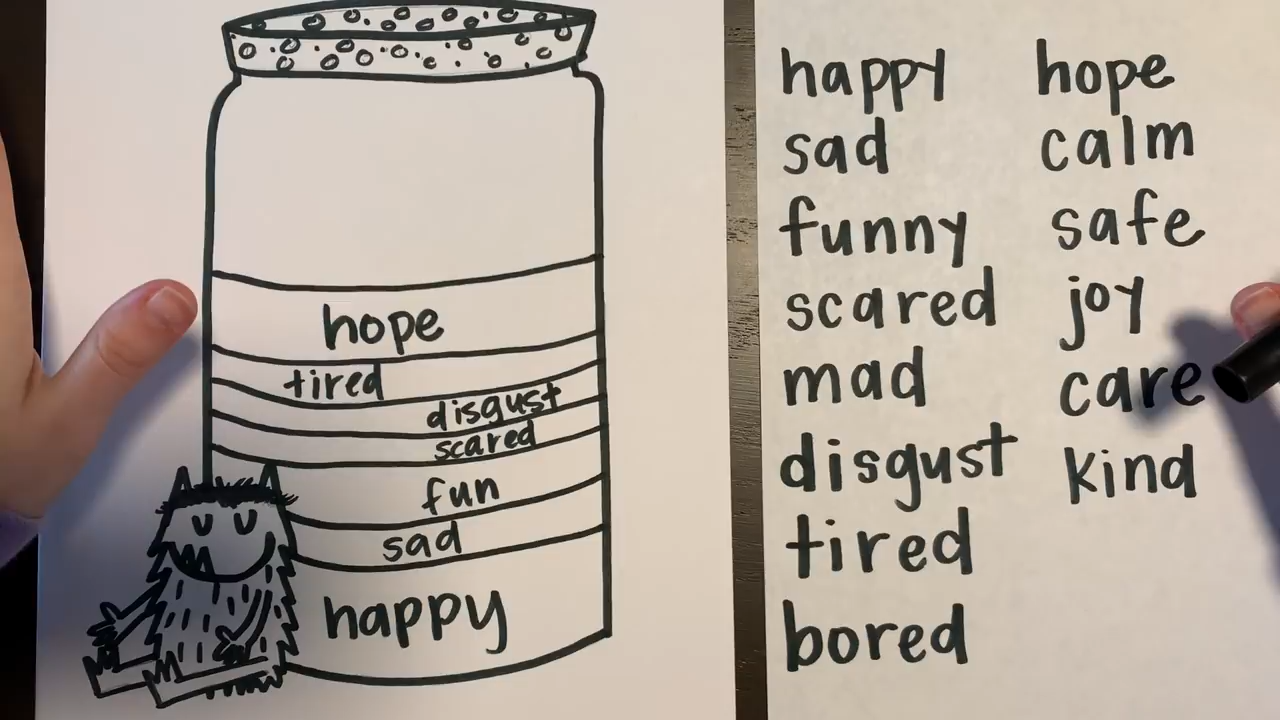 hope
tired
disgust
scared
fun
sad
happy
happy
sad
funny
scared
mad
disgust
tired
bored
hope
calm
safe
joy
care
kind